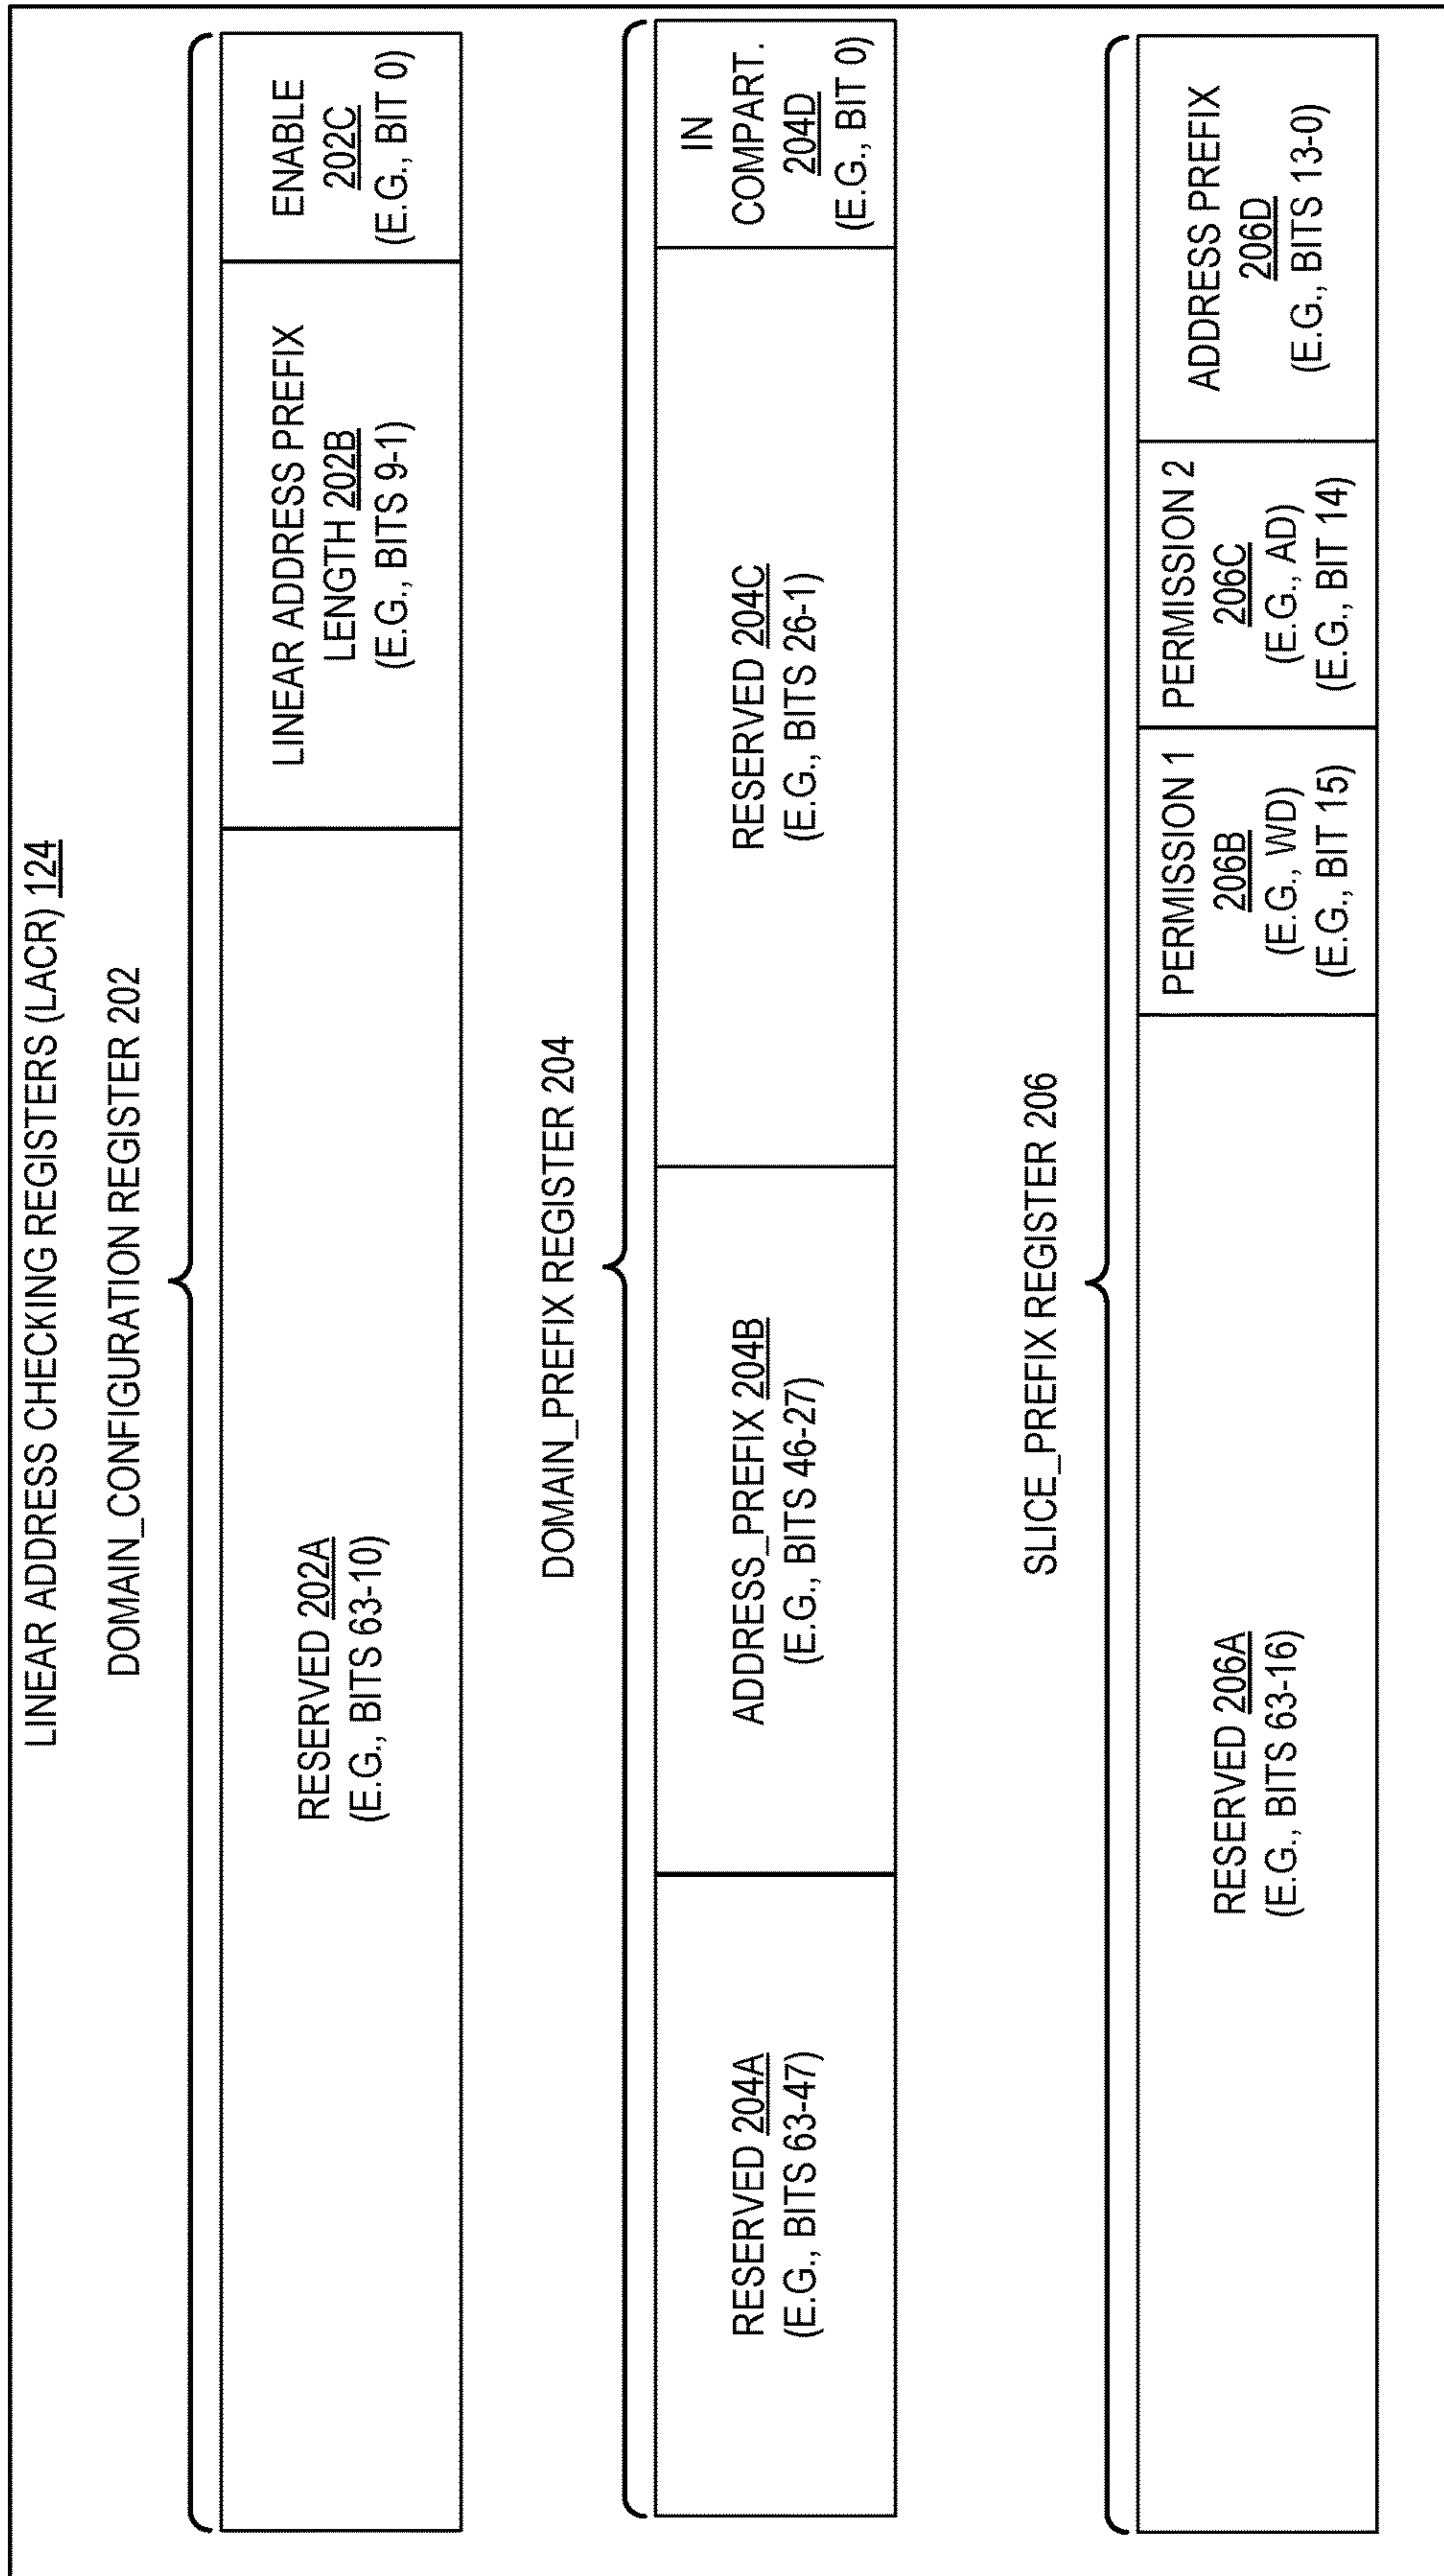 LINEAR ADDRESS CHECKING REGISTERS (LACR) 124
DOMAIN_CONFIGURATION REGISTER 202
RESERVED 202A
(E.G., BITS 63-10)
LINEAR ADDRESS PREFIX
LENGTH 202B
(E.G., BITS 9-1)
ENABLE
202C
(E.G., BIT 0)
DOMAIN_PREFIX REGISTER 204
RESERVED 204A
(E.G., BITS 63-47)
ADDRESS_PREFIX 204B
(E.G., BITS 46-27)
RESERVED 204C
(E.G., BITS 26-1)
IN
COMPART.
204D
(E.G., BIT 0)
SLICE_PREFIX REGISTER 206
RESERVED 206A
(E.G., BITS 63-16)
PERMISSION 1
206B
(E.G., WD)
(E.G., BIT 15)
PERMISSION 2
206C
(E.G., AD)
(E.G., BIT 14)
ADDRESS PREFIX
206D
(E.G., BITS 13-0)